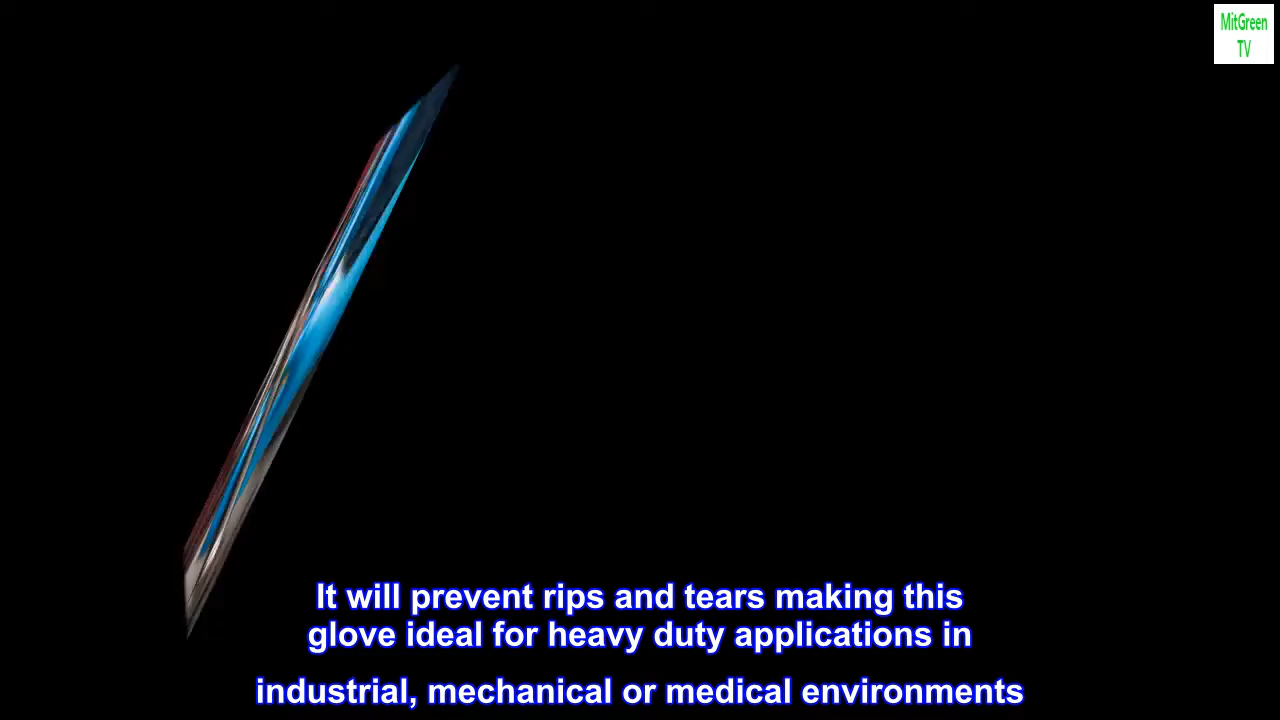 MitGreen
TV
It will prevent rips and tears making this
glove ideal for heavy duty applications in
industrial, mechanical or medical environments